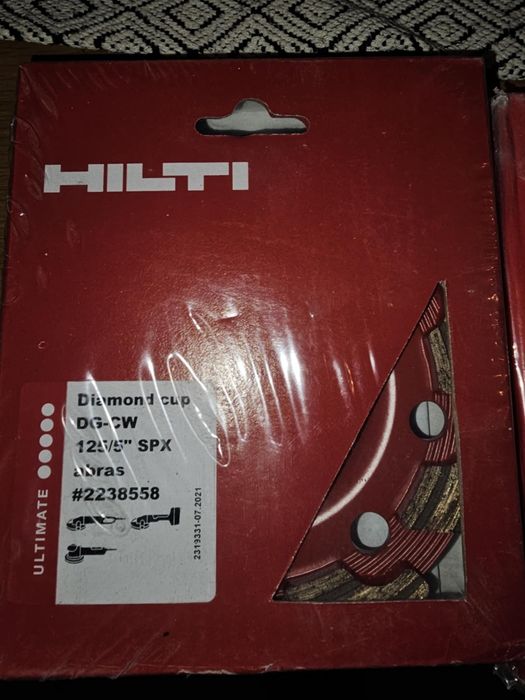 HILTI
Diamond cup
DG-CW
125/5" SPX
abras
#2238558
2319331-07.2021
ULTIMATE